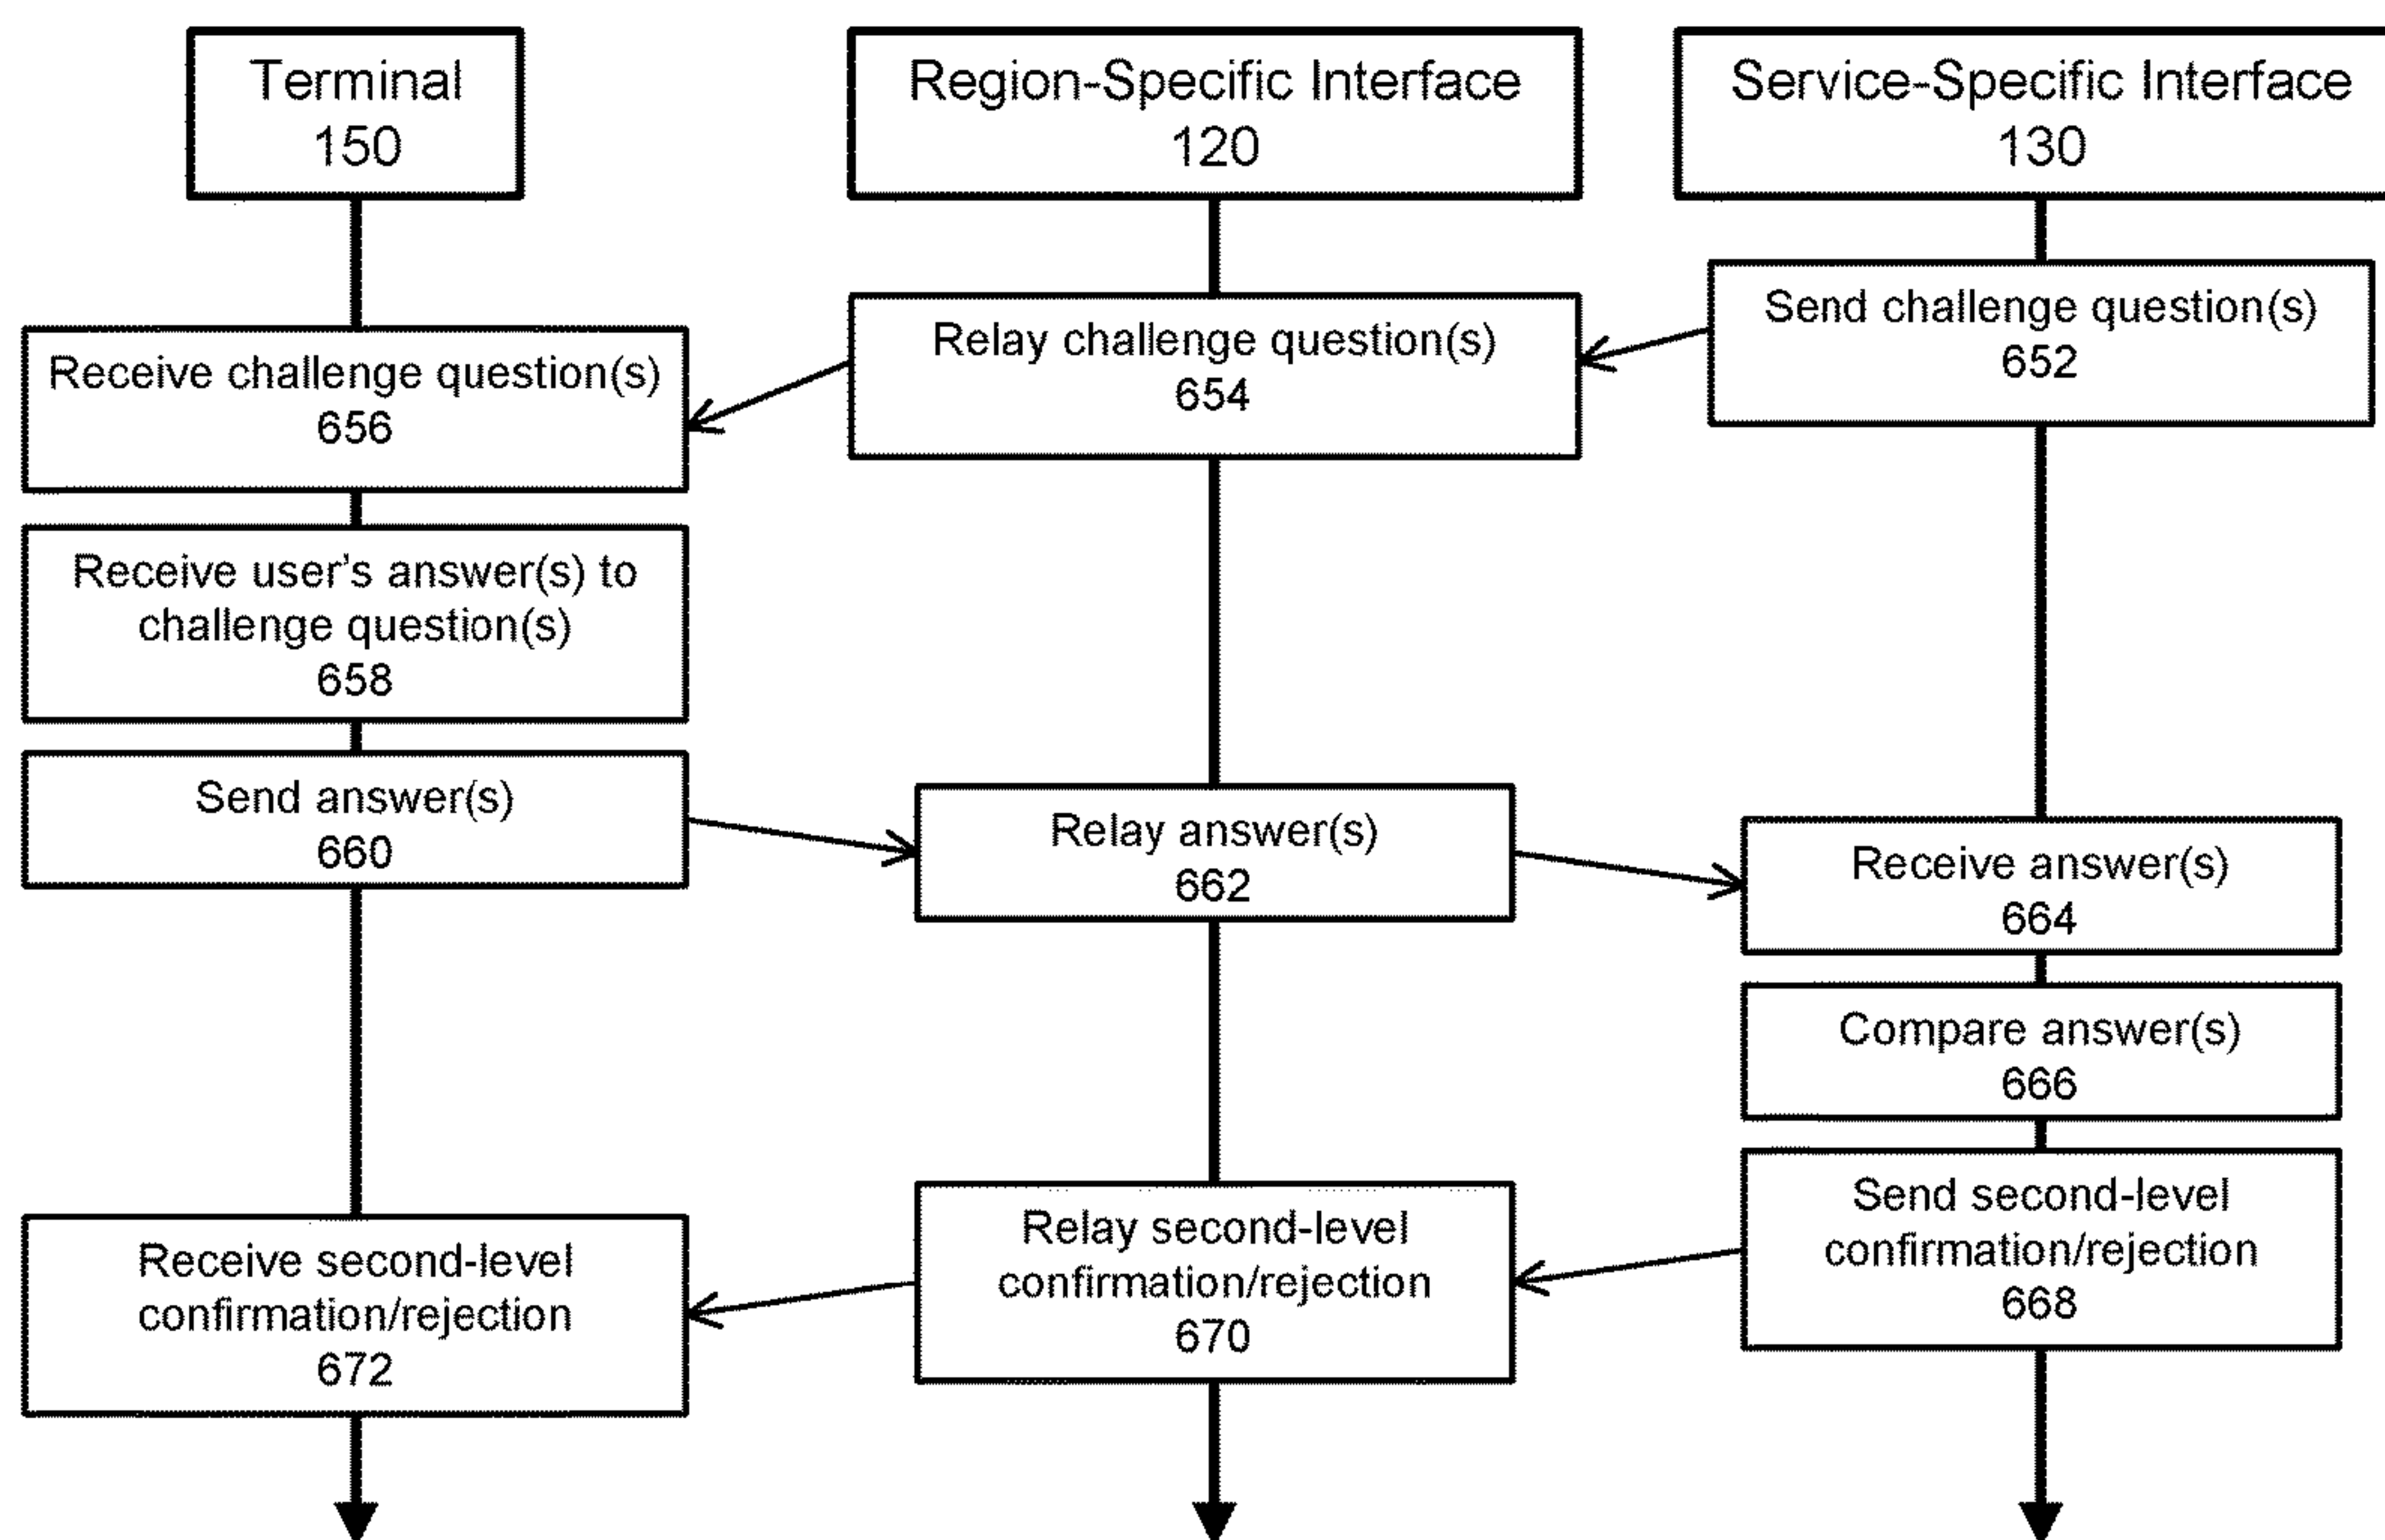 Terminal
150
Region-Specific Interface
120
Service-Specific Interface
130
Send challenge question(s)
652
Relay challenge question(s)
654
Receive challenge question(s)
656
Receive user's answer(s) to
challenge question(s)
658
Send answer(s)
660
Relay answer(s)
662
Receive answer(s)
664
Compare answer(s)
666
Send second-level
confirmation/rejection
668
Relay second-level
confirmation/rejection
670
Receive second-level
confirmation/rejection
672